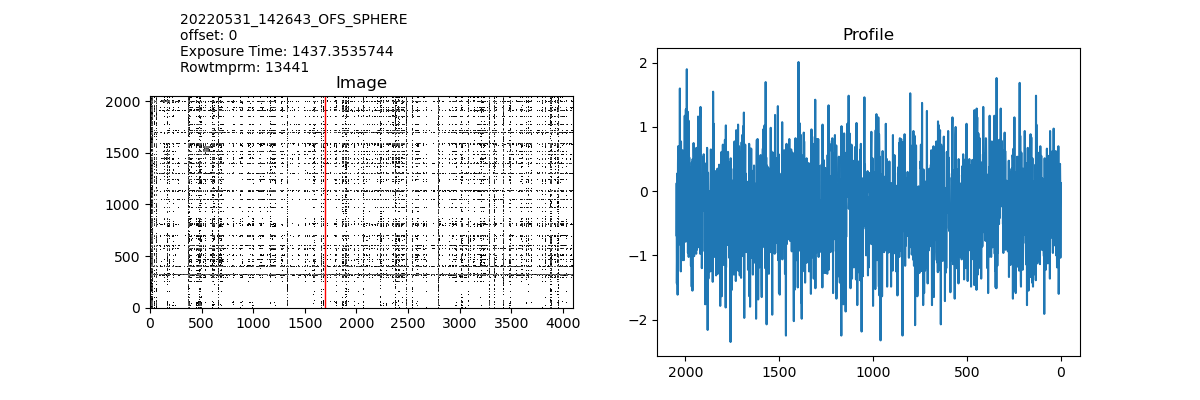 20220531_142643_OFS_SPHERE
offset: 0
Exposure Time: 1437.3535744
Rowtmprm: 13441
Image
2000
1500
1000
500
0
0 500 1000 1500 2000 2500 3000 3500 4000
Profile
2
1
0
−1
−2
2000 1500 1000 500 0